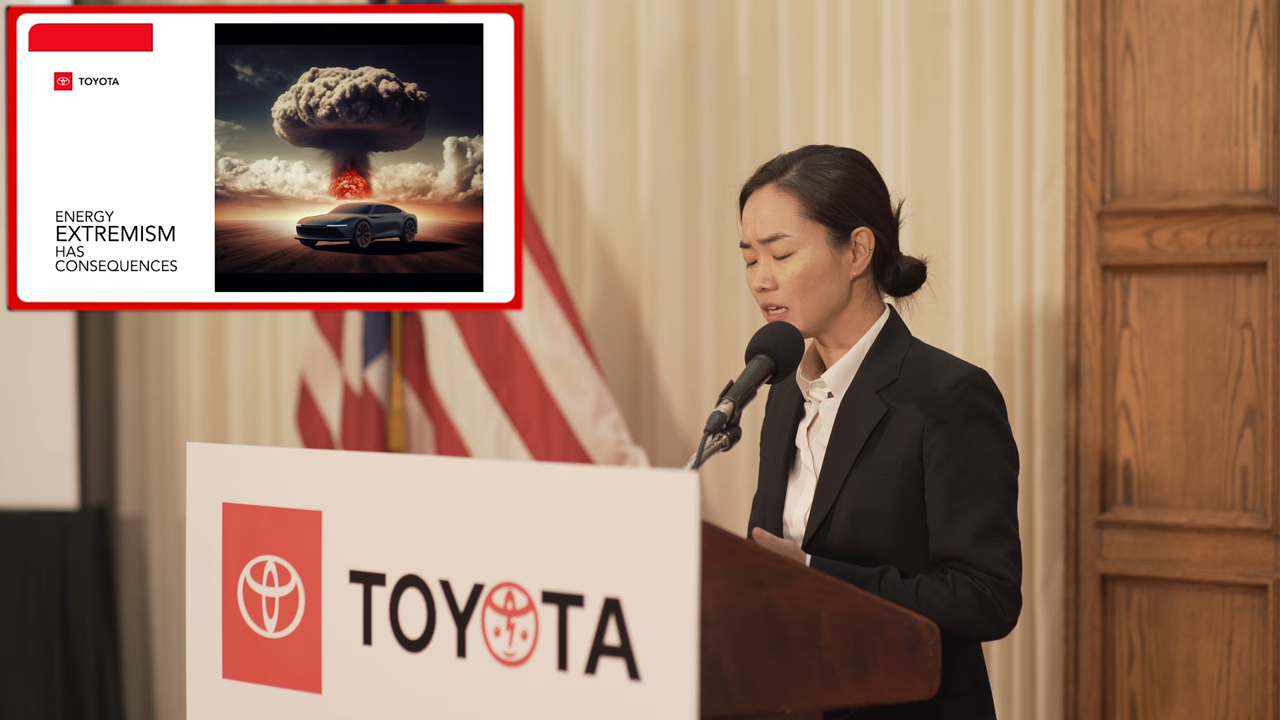 TOYOTA
ENERGY
EXTREMISM
HAS
CONSEQUENCES
TOYOTA